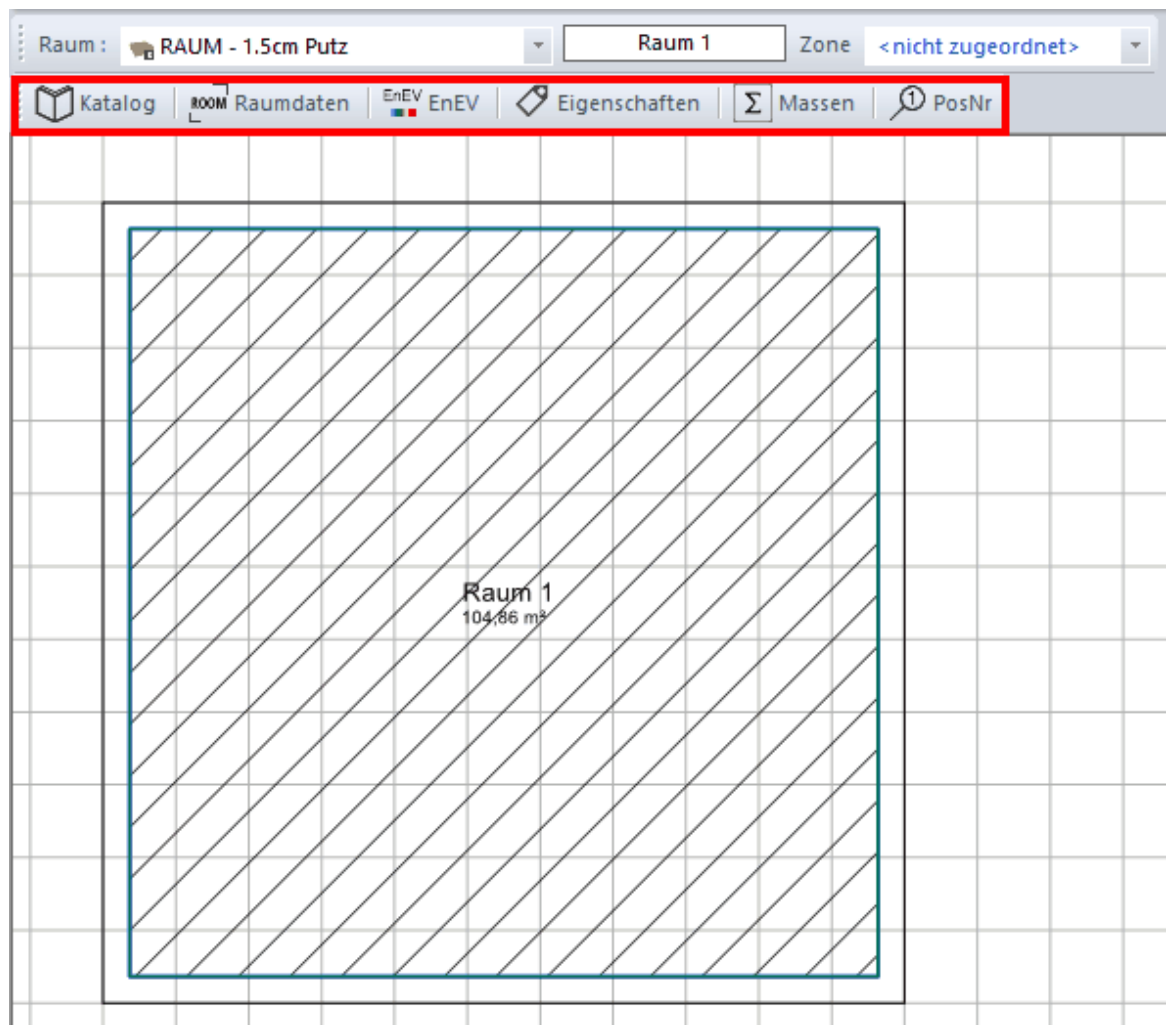 Raum : RAUM - 1.5cm Putz Raum 1 Zone <nicht zugeordnet>
Katalog ROOM Raumdaten EnEV EnEV Eigenschaften Σ Massen 1 PosNr
Raum 1
104,86 m²